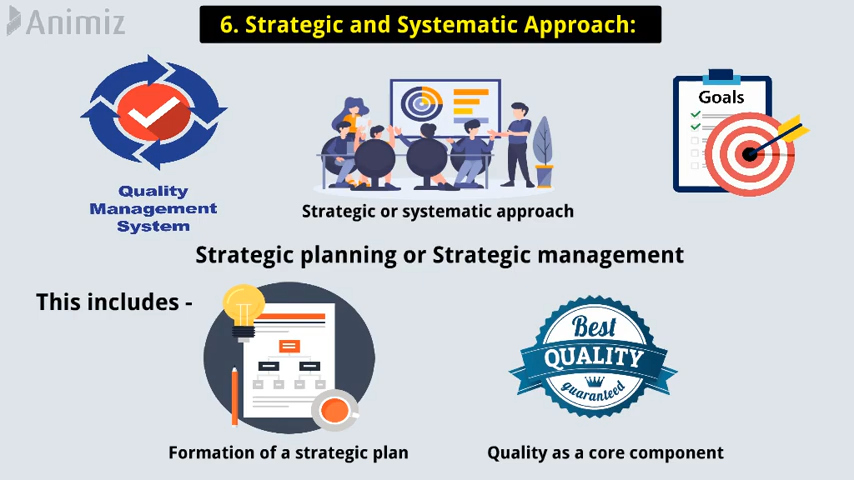 Animiz
6. Strategic and Systematic Approach:
Goals
Quality
Management
System
Strategic or systematic approach
Strategic planning or Strategic management
This includes -
Best
QUALITY
guaranteed
Formation of a strategic plan
Quality as a core component